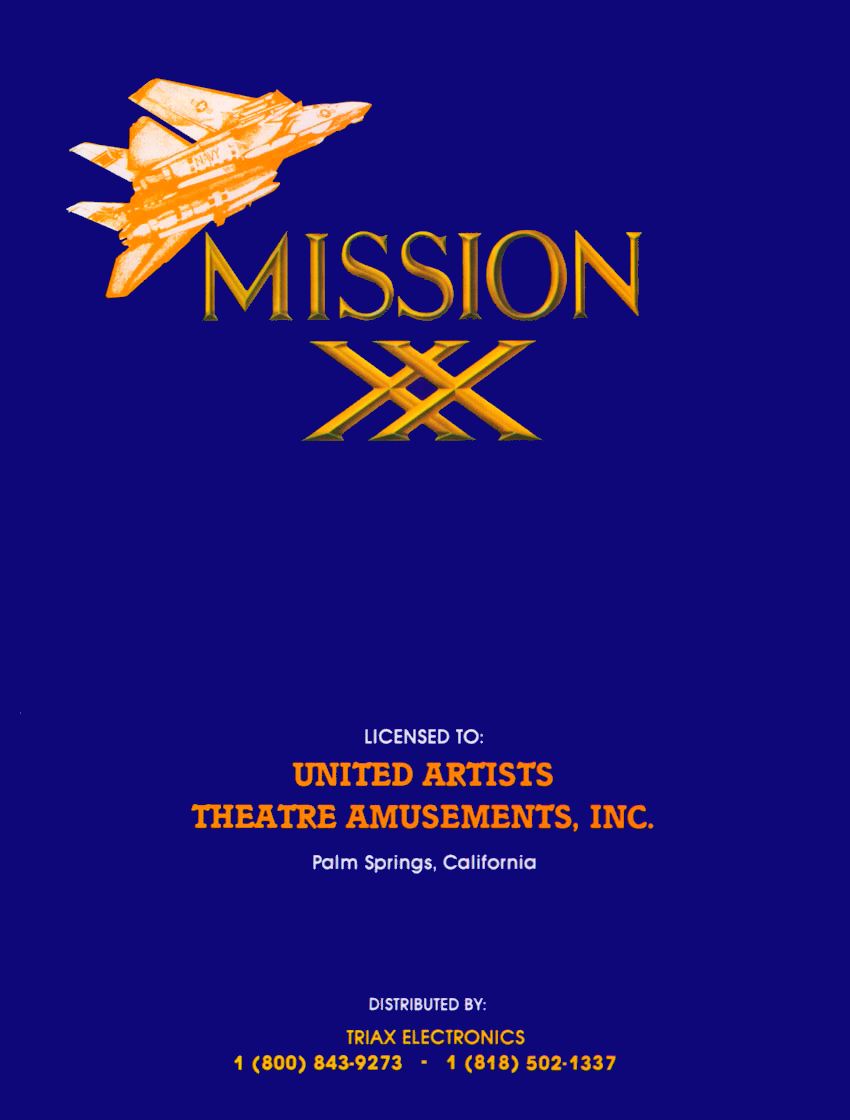 NAVY
MISSION
XX
LICENSED TO:
UNITED ARTISTS
THEATRE AMUSEMENTS, INC.
Palm Springs, California
DISTRIBUTED BY:
TRIAX ELECTRONICS
1 (800) 843-9273 - 1 (818) 502-1337